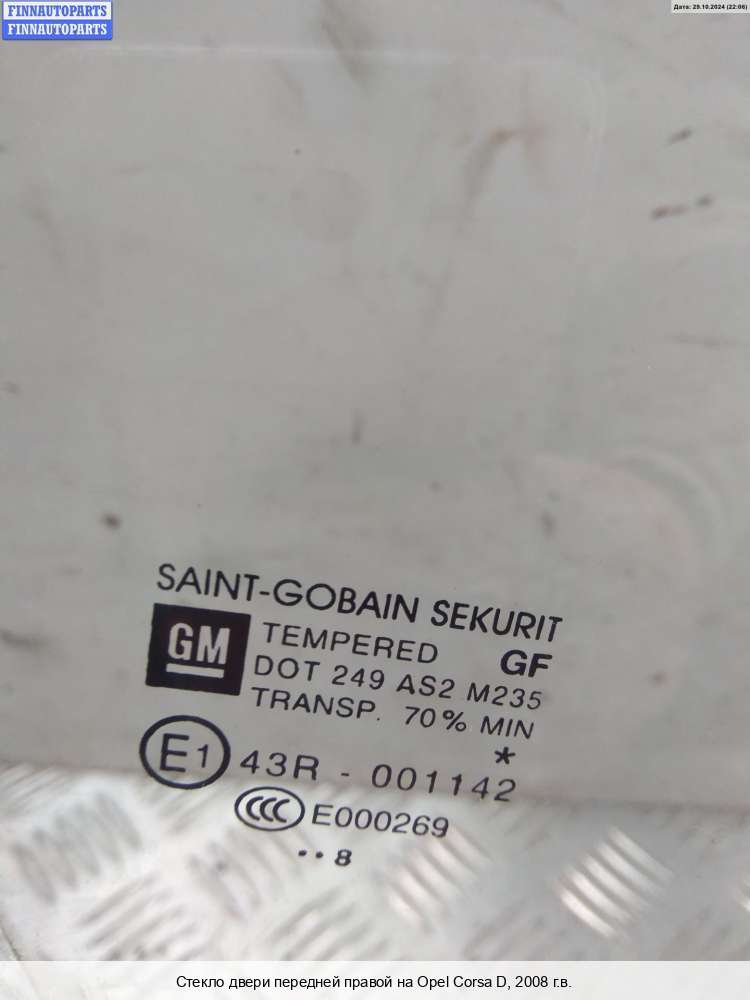 FINNAUTOPARTS
FINNAUTOPARTS
Дата: 29.10.2024 (22:06)
SAINT-GOBAIN SEKURIT
GM
TEMPERED GF
DOT 249 AS2 M235
TRANSP. 70% MIN
*
E1 43R - 001142
CCC E000269
··8
Стекло двери передней правой на Opel Corsa D, 2008 г.в.